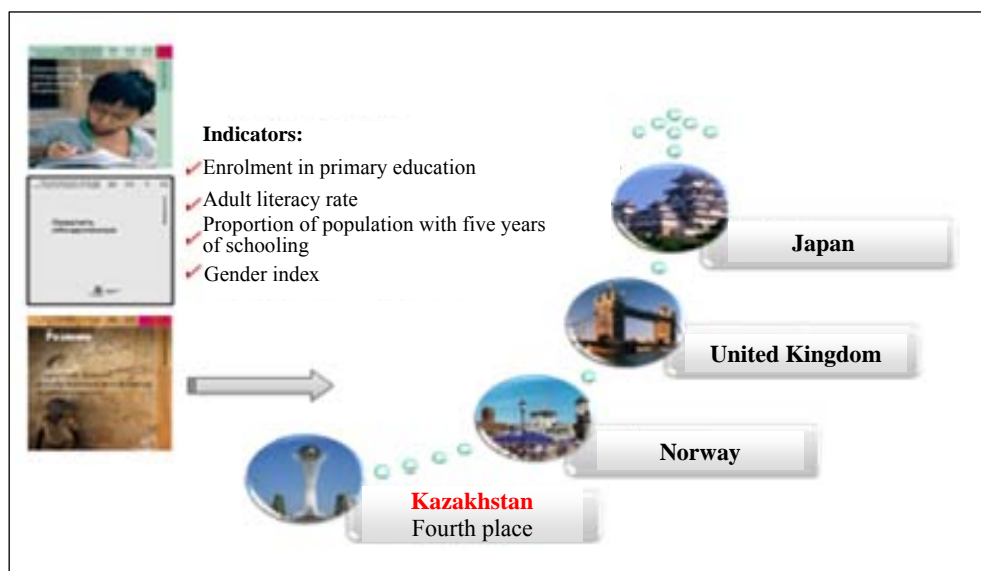 Indicators:
Enrolment in primary education
Adult literacy rate
Proportion of population with five years
of schooling
Gender index
Japan
United Kingdom
Norway
Kazakhstan
Fourth place